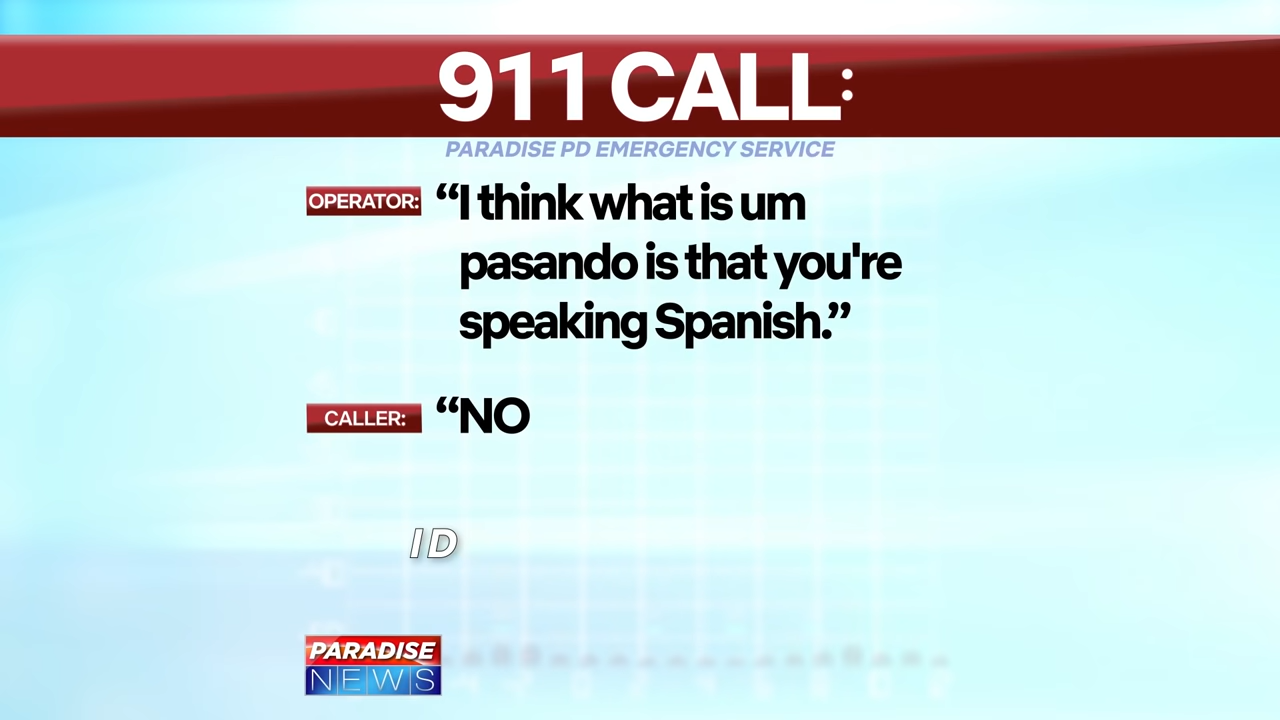 911 CALL:
PARADISE PD EMERGENCY SERVICE
OPERATOR: “I think what is um
pasando is that you're
speaking Spanish.”
CALLER: “NO
ID
PARADISE
NEWS